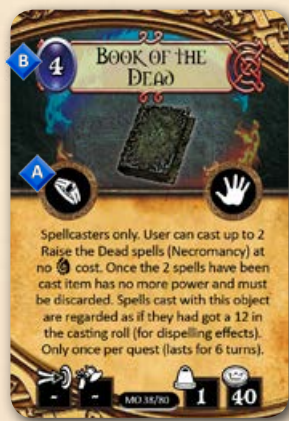 B
4
BOOK OF THE
DEAD
A
Spellcasters only. User can cast up to 2
Raise the Dead spells (Necromancy) at
no cost. Once the 2 spells have been
cast item has no more power and must
be discarded. Spells cast with this object
are regarded as if they had got a 12 in
the casting roll (for dispelling effects).
Only once per quest (lasts for 6 turns).
- - MO 38/80 1 40